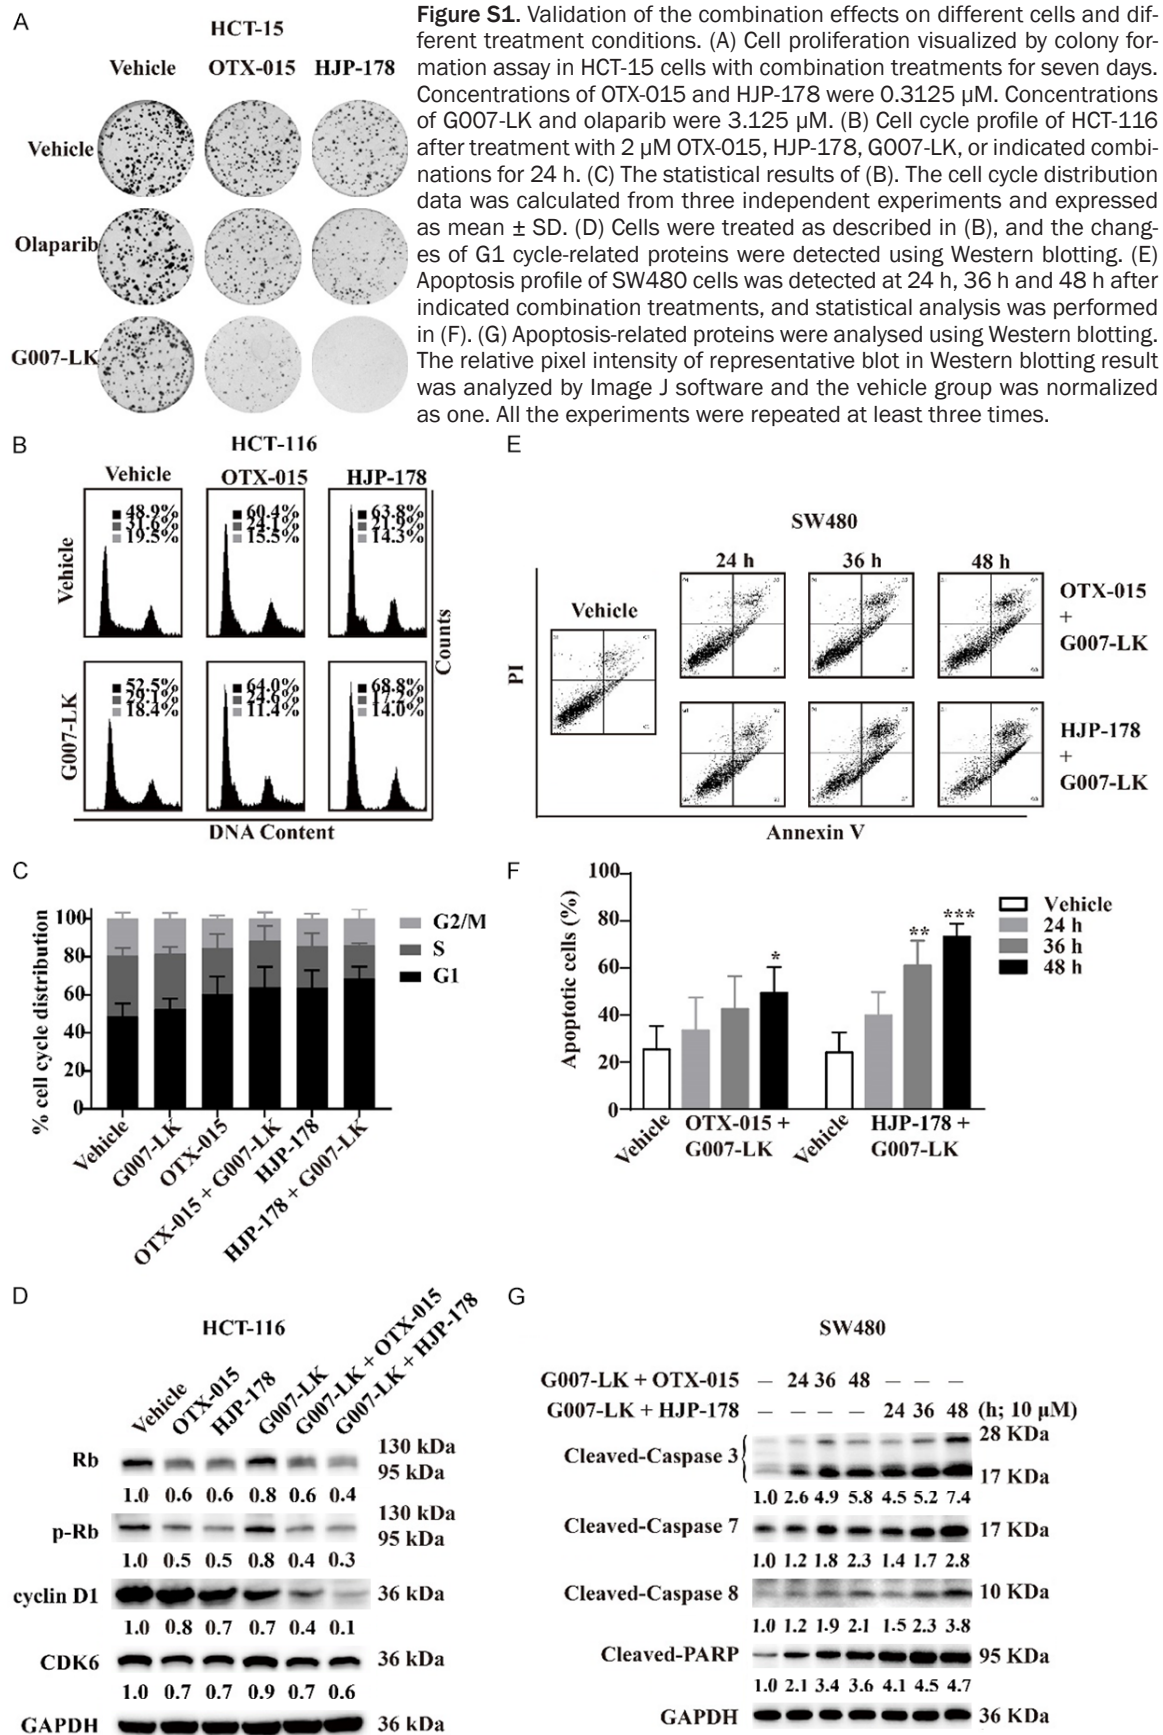 Figure S1. Validation of the combination effects on different cells and dif-
ferent treatment conditions. (A) Cell proliferation visualized by colony for-
mation assay in HCT-15 cells with combination treatments for seven days.
Concentrations of OTX-015 and HJP-178 were 0.3125 µM. Concentrations
of G007-LK and olaparib were 3.125 µM. (B) Cell cycle profile of HCT-116
after treatment with 2 µM OTX-015, HJP-178, G007-LK, or indicated combi-
nations for 24 h. (C) The statistical results of (B). The cell cycle distribution
data was calculated from three independent experiments and expressed
as mean ± SD. (D) Cells were treated as described in (B), and the chang-
es of G1 cycle-related proteins were detected using Western blotting. (E)
Apoptosis profile of SW480 cells was detected at 24 h, 36 h and 48 h after
indicated combination treatments, and statistical analysis was performed
in (F). (G) Apoptosis-related proteins were analysed using Western blotting.
The relative pixel intensity of representative blot in Western blotting result
was analyzed by Image J software and the vehicle group was normalized
as one. All the experiments were repeated at least three times.
A
HCT-15
Vehicle OTX-015 HJP-178
Vehicle
Olaparib
G007-LK
B
HCT-116
Vehicle OTX-015 HJP-178
Vehicle
48.9% 60.4% 63.8%
31.6% 24.1% 21.9%
19.5% 15.5% 14.3%
G007-LK
52.5% 64.0% 68.8%
29.1% 24.6% 17.2%
18.4% 11.4% 14.0%
Counts
DNA Content
E
SW480
24 h 36 h 48 h
Vehicle
OTX-015
+
G007-LK
HJP-178
+
G007-LK
PI
Annexin V
C
% cell cycle distribution
100
80
60
40
20
0
G2/M
S
G1
Vehicle
G007-LK
OTX-015
OTX-015 + G007-LK
HJP-178
HJP-178 + G007-LK
F
Apoptotic cells (%)
100
80
60
40
20
0
* ** ***
Vehicle
24 h
36 h
48 h
Vehicle
OTX-015 +
G007-LK
Vehicle
HJP-178 +
G007-LK
D
HCT-116
Vehicle
OTX-015
HJP-178
G007-LK
G007-LK + OTX-015
G007-LK + HJP-178
Rb 130 kDa
95 kDa
1.0 0.6 0.6 0.8 0.6 0.4
p-Rb 130 kDa
95 kDa
1.0 0.5 0.5 0.8 0.4 0.3
cyclin D1 36 kDa
1.0 0.8 0.7 0.7 0.4 0.1
CDK6 36 kDa
1.0 0.7 0.7 0.9 0.7 0.6
GAPDH 36 kDa
G
SW480
G007-LK + OTX-015 — 24 36 48 — — —
G007-LK + HJP-178 — — — — 24 36 48 (h; 10 µM)
Cleaved-Caspase 3 28 KDa
17 KDa
1.0 2.6 4.9 5.8 4.5 5.2 7.4
Cleaved-Caspase 7 17 KDa
1.0 1.2 1.8 2.3 1.4 1.7 2.8
Cleaved-Caspase 8 10 KDa
1.0 1.2 1.9 2.1 1.5 2.3 3.8
Cleaved-PARP 95 KDa
1.0 2.1 3.4 3.6 4.1 4.5 4.7
GAPDH 36 KDa